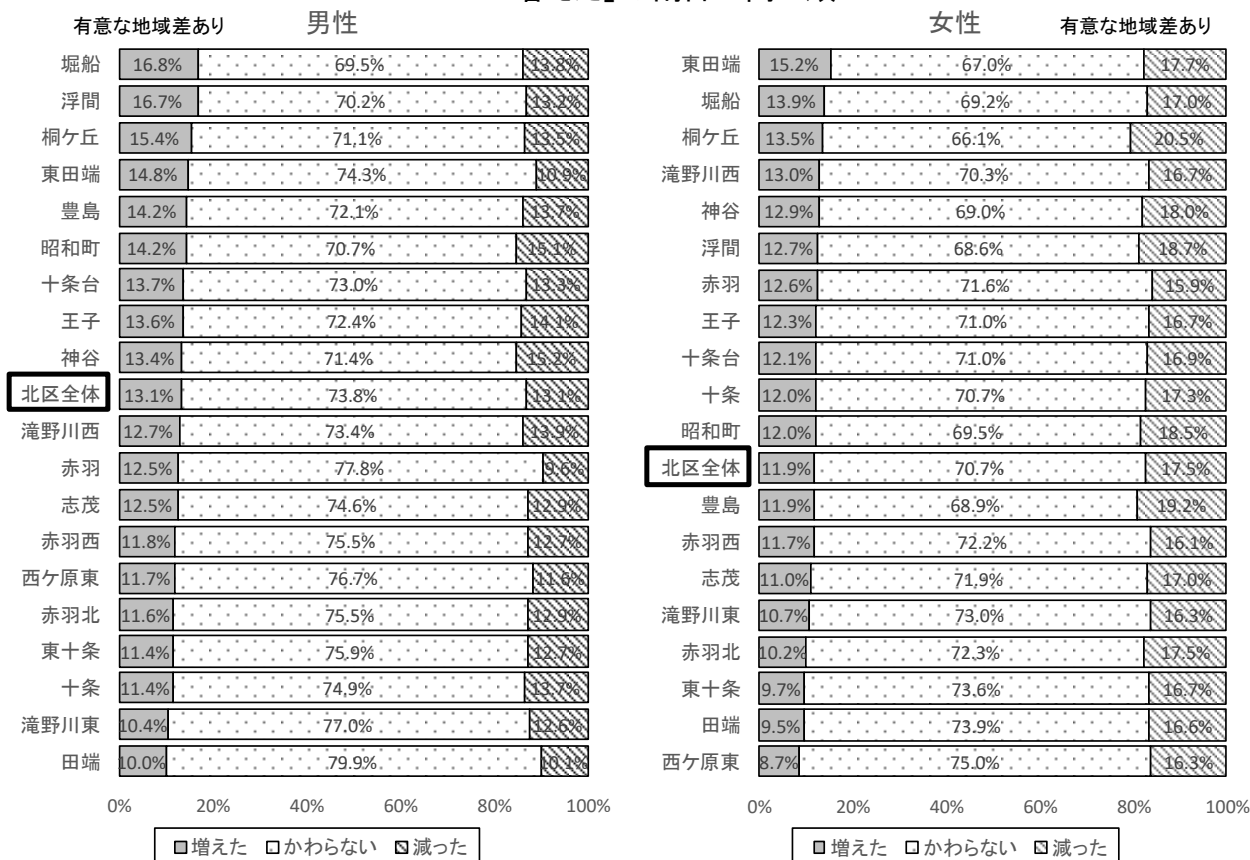 有意な地域差あり 男性
堀船 16.8% 69.5% 13.8%
浮間 16.7% 70.2% 13.2%
桐ケ丘 15.4% 71.1% 13.5%
東田端 14.8% 74.3% 10.9%
豊島 14.2% 72.1% 13.7%
昭和町 14.2% 70.7% 15.1%
十条台 13.7% 73.0% 13.3%
王子 13.6% 72.4% 14.1%
神谷 13.4% 71.4% 15.2%
北区全体 13.1% 73.8% 13.1%
滝野川西 12.7% 73.4% 13.9%
赤羽 12.5% 77.8% 9.6%
志茂 12.5% 74.6% 12.9%
赤羽西 11.8% 75.5% 12.7%
西ケ原東 11.7% 76.7% 11.6%
赤羽北 11.6% 75.5% 12.9%
東十条 11.4% 75.9% 12.7%
十条 11.4% 74.9% 13.7%
滝野川東 10.4% 77.0% 12.6%
田端 10.0% 79.9% 10.1%
0% 20% 40% 60% 80% 100%
増えた かわらない 減った
女性 有意な地域差あり
東田端 15.2% 67.0% 17.7%
堀船 13.9% 69.2% 17.0%
桐ケ丘 13.5% 66.1% 20.5%
滝野川西 13.0% 70.3% 16.7%
神谷 12.9% 69.0% 18.0%
浮間 12.7% 68.6% 18.7%
赤羽 12.6% 71.6% 15.9%
王子 12.3% 71.0% 16.7%
十条台 12.1% 71.0% 16.9%
十条 12.0% 70.7% 17.3%
昭和町 12.0% 69.5% 18.5%
北区全体 11.9% 70.7% 17.5%
豊島 11.9% 68.9% 19.2%
赤羽西 11.7% 72.2% 16.1%
志茂 11.0% 71.9% 17.0%
滝野川東 10.7% 73.0% 16.3%
赤羽北 10.2% 72.3% 17.5%
東十条 9.7% 73.6% 16.7%
田端 9.5% 73.9% 16.6%
西ケ原東 8.7% 75.0% 16.3%
0% 20% 40% 60% 80% 100%
増えた かわらない 減った